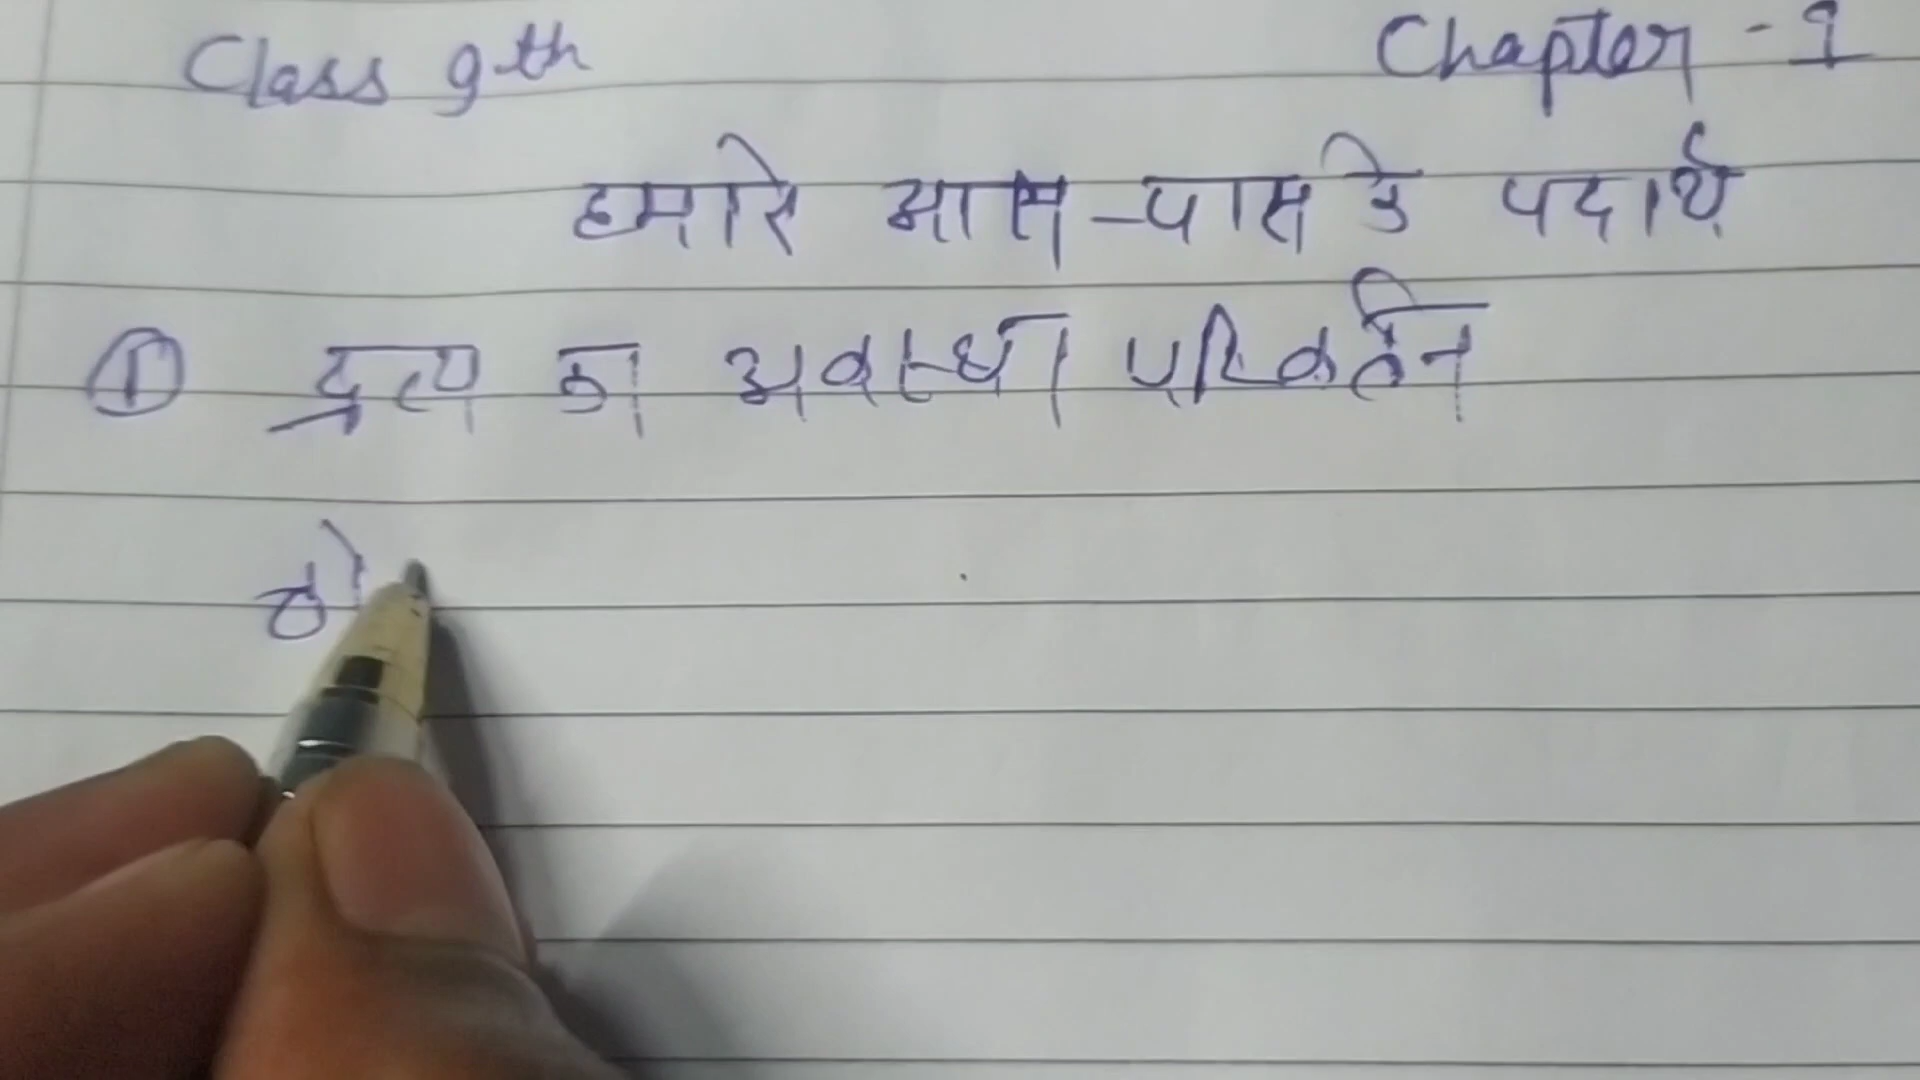 Class 9th Chapter - 1
हमारे आस-पास के पदार्थ
① द्रव्य का अवस्था परिवर्तन
ठो